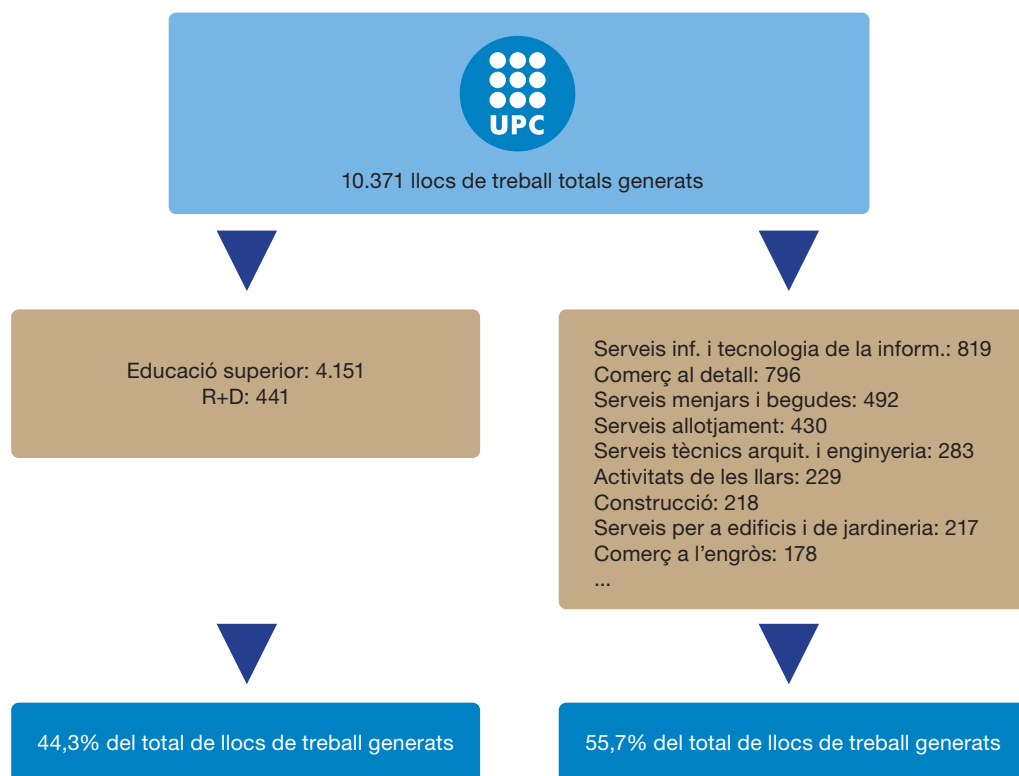 UPC
10.371 llocs de treball totals generats
Educació superior: 4.151
R+D: 441
Serveis inf. i tecnologia de la inform.: 819
Comerç al detall: 796
Serveis menjars i begudes: 492
Serveis allotjament: 430
Serveis tècnics arquit. i enginyeria: 283
Activitats de les llars: 229
Construcció: 218
Serveis per a edificis i de jardineria: 217
Comerç a l’engròs: 178
...
44,3% del total de llocs de treball generats
55,7% del total de llocs de treball generats